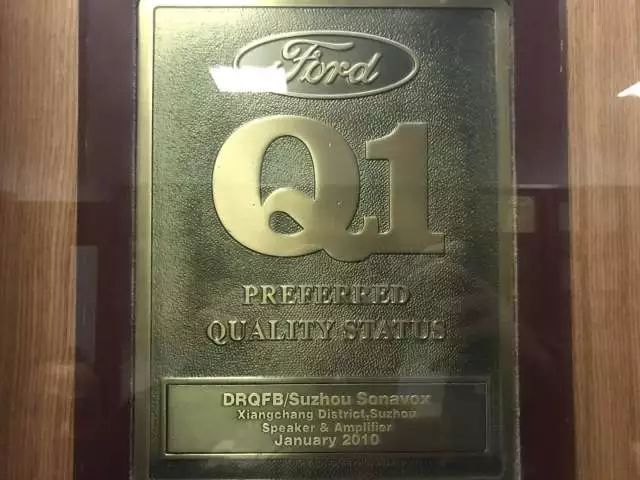 Ford
Q1
PREFERRED
QUALITY STATUS
DRQFB/Suzhou Sonavox
Xiangchang District,Suzhou
Speaker & Amplifier
January 2010